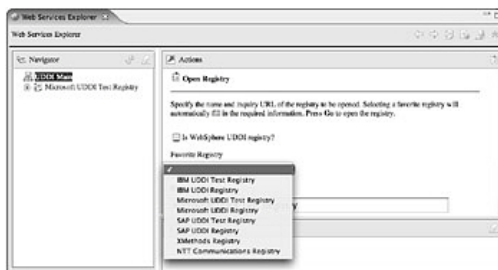 Web Services Explorer
Web Services Explorer
Navigator
UDDI Main
Microsoft UDDI Test Registry
Actions
Open Registry
Specify the name and inquiry URL of the registry to be opened. Selecting a favorite registry will
automatically fill in the required information. Press Go to open the registry.
Is WebSphere UDDI registry?
Favorite Registry
IBM UDDI Test Registry
IBM UDDI Registry
Microsoft UDDI Test Registry
Microsoft UDDI Registry
SAP UDDI Test Registry
SAP UDDI Registry
XMethods Registry
NTT Communications Registry